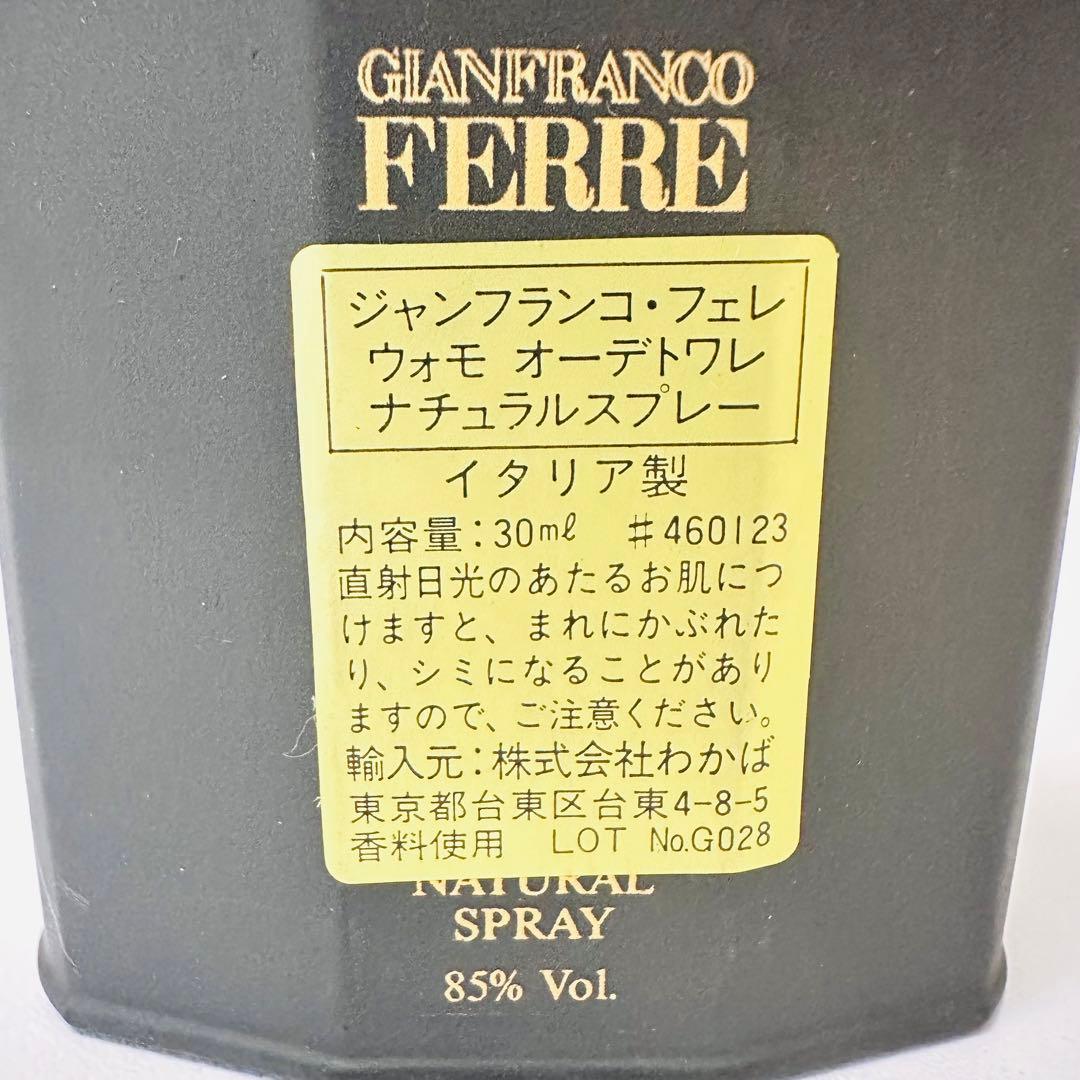 GIANFRANCO
FERRE
ジャンフランコ・フェレ
ウォモ オーデトワレ
ナチュラルスプレー
イタリア製
内容量:30ml #460123
直射日光のあたるお肌につ
けますと、まれにかぶれた
り、シミになることがあり
ますので、ご注意ください。
輸入元:株式会社わかば
東京都台東区台東4-8-5
香料使用 LOT No.G028
NATURAL
SPRAY
85% Vol.